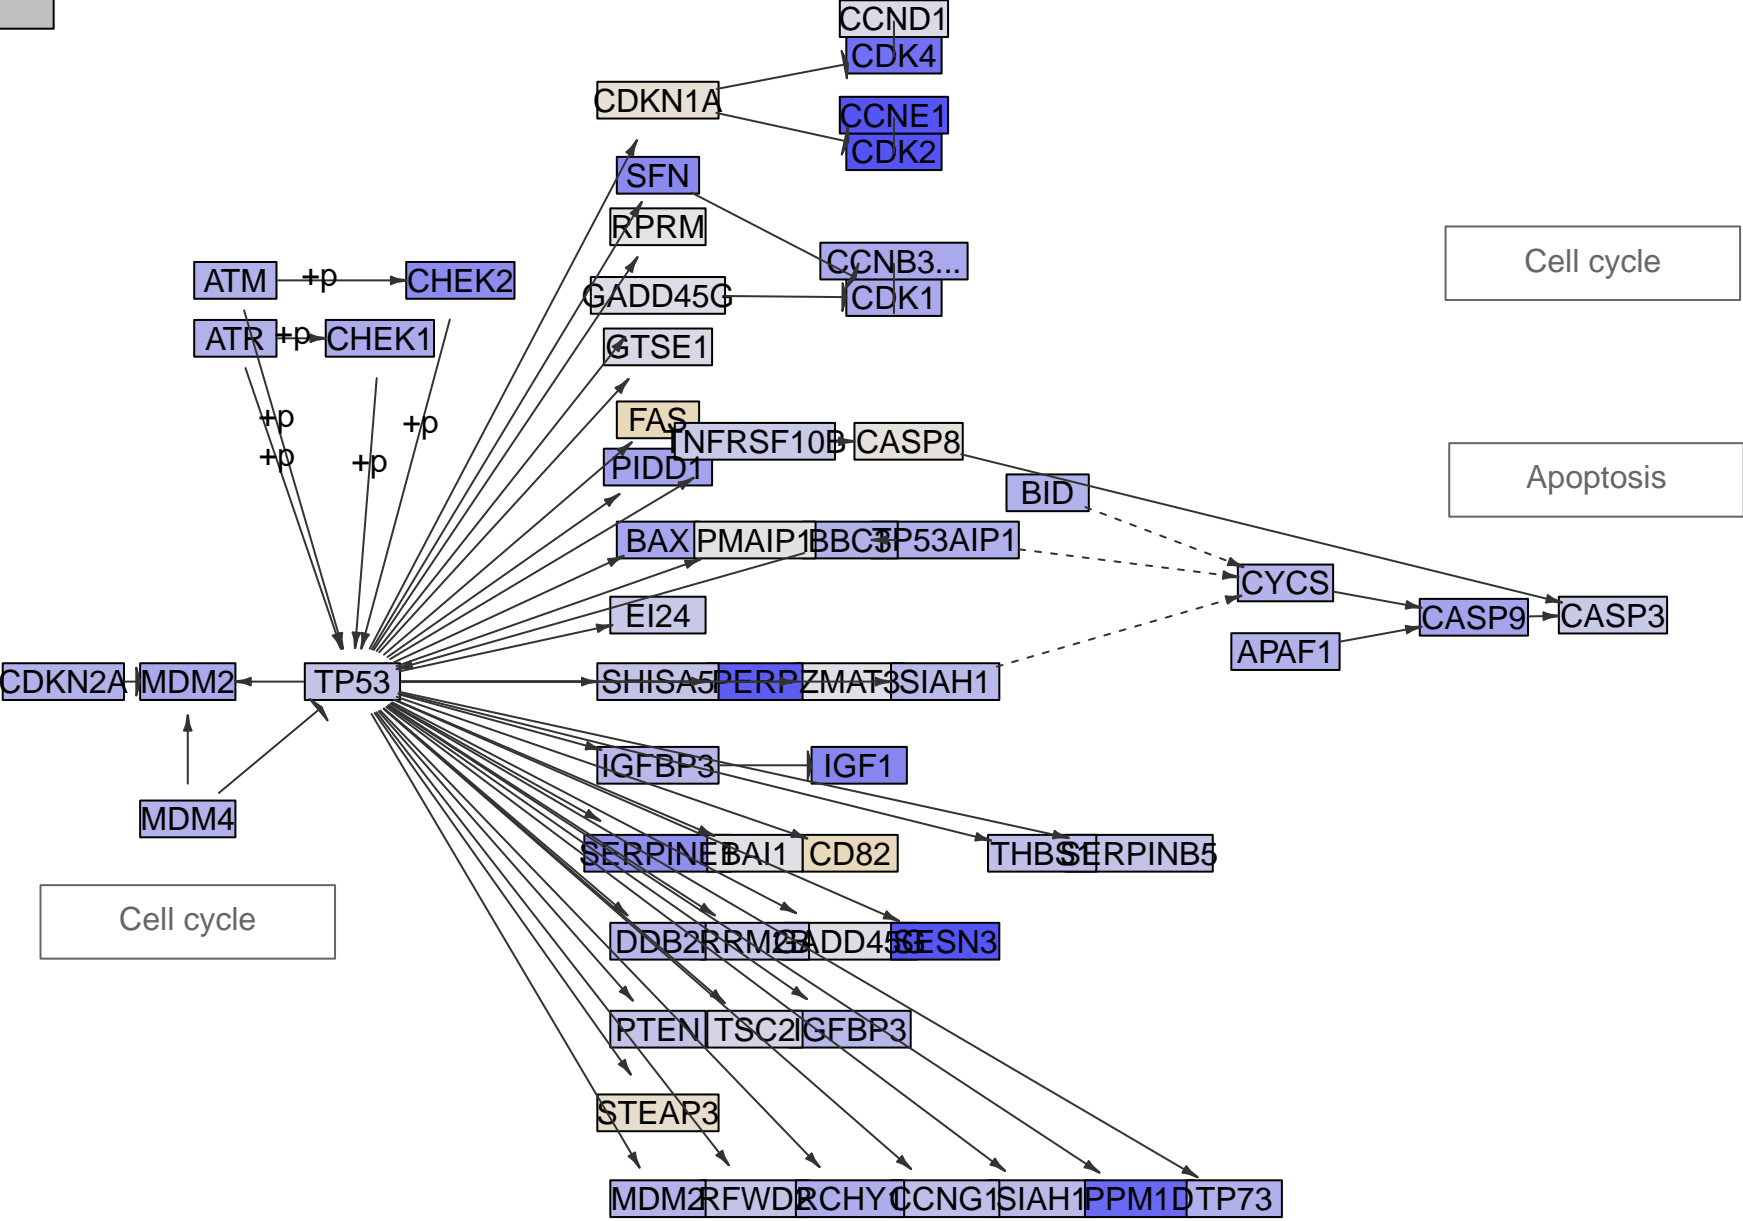 CCND1
CDK4
CDKN1A
CCNE1
CDK2
SFN
RPRM
CCNB3...
Cell cycle
ATM
+p
CHEK2
GADD45G
CDK1
ATR
+p
CHEK1
GTSE1
+p
+p
FAS
TNFRSF10B
CASP8
+p
+p
PIDD1
Apoptosis
BID
BAX
PMAIP1
BBC3
TP53AIP1
CYCS
EI24
CASP9
CASP3
APAF1
CDKN2A
MDM2
TP53
SHISA5
PERP
ZMAT3
SIAH1
IGFBP3
IGF1
MDM4
SERPINE1
BAI1
CD82
THBS1
SERPINB5
Cell cycle
DDB2
RRM2B
GADD45G
SESN3
PTEN
TSC2
IGFBP3
STEAP3
MDM2
RFWD2
RCHY1
CCNG1
SIAH1
PPM1D
TP73